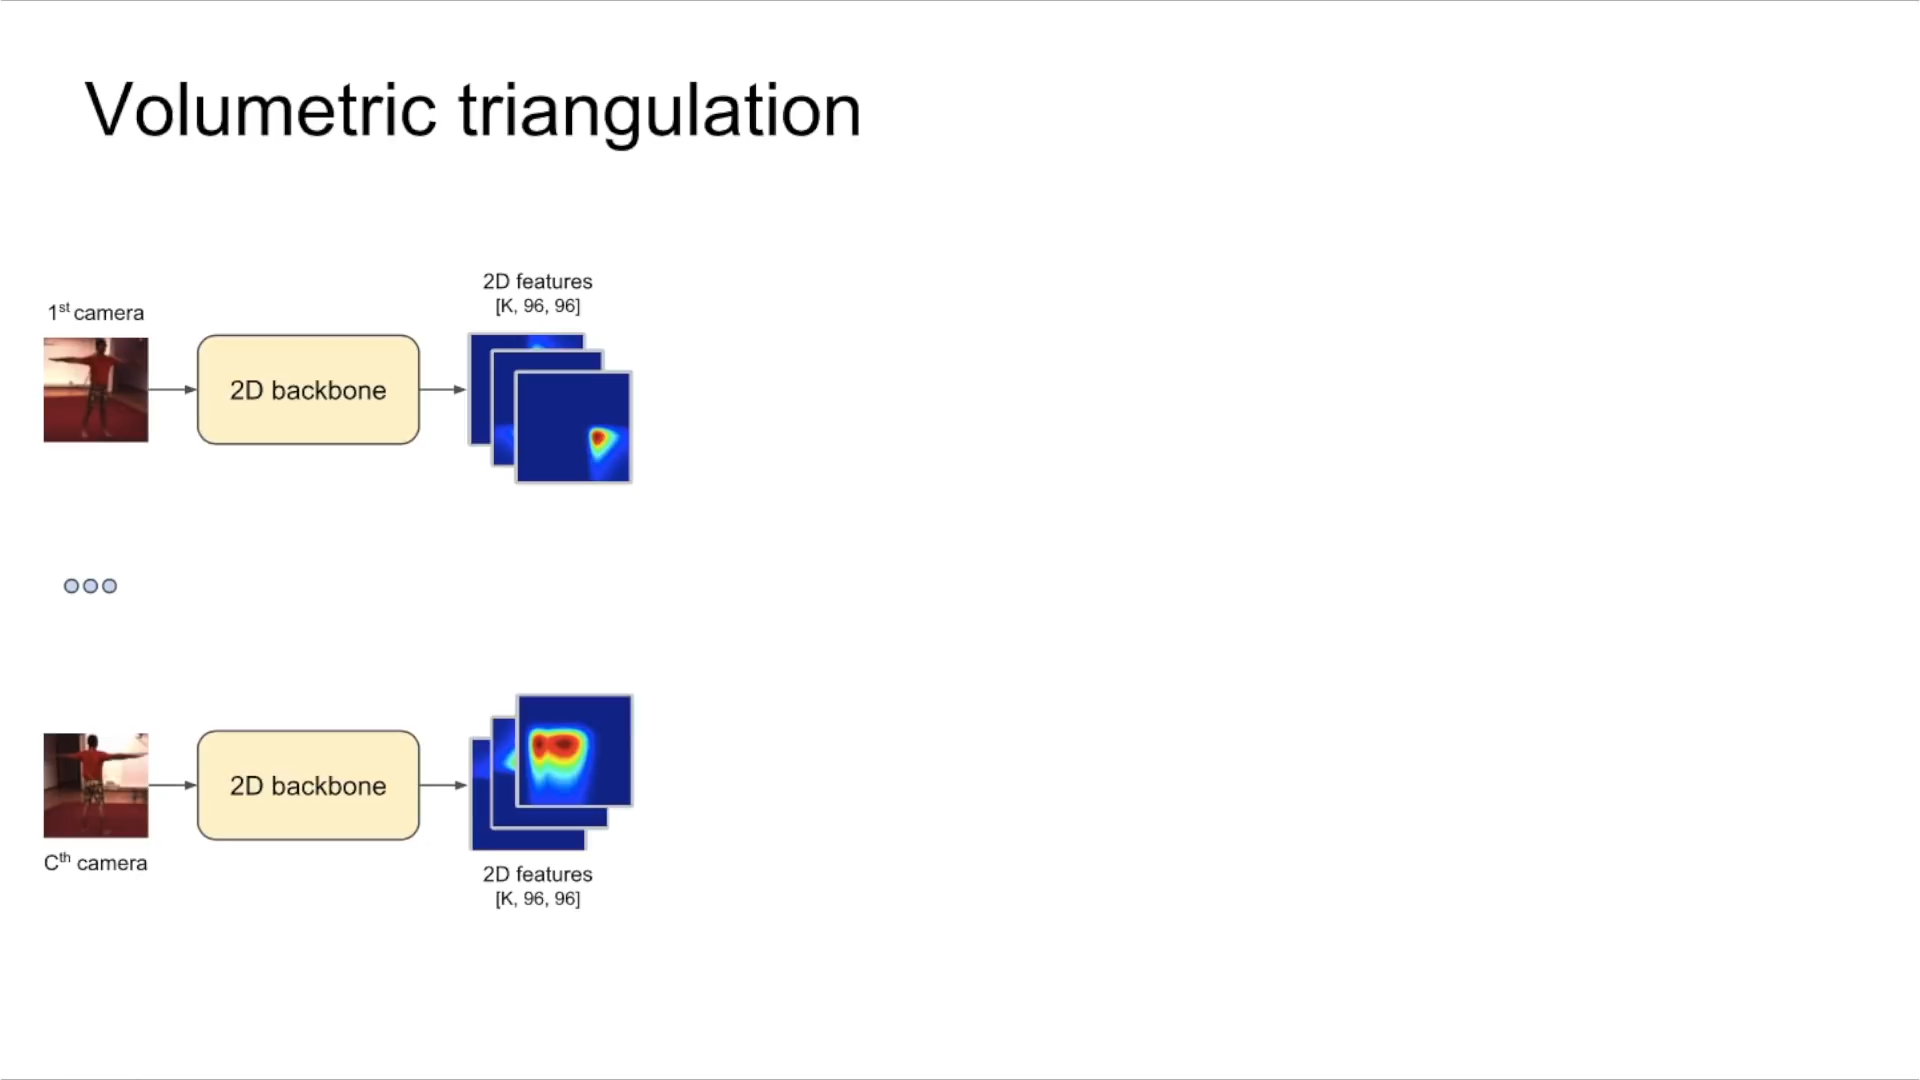 Volumetric triangulation
2D features
[K, 96, 96]
1st camera
2D backbone
2D backbone
Cth camera
2D features
[K, 96, 96]